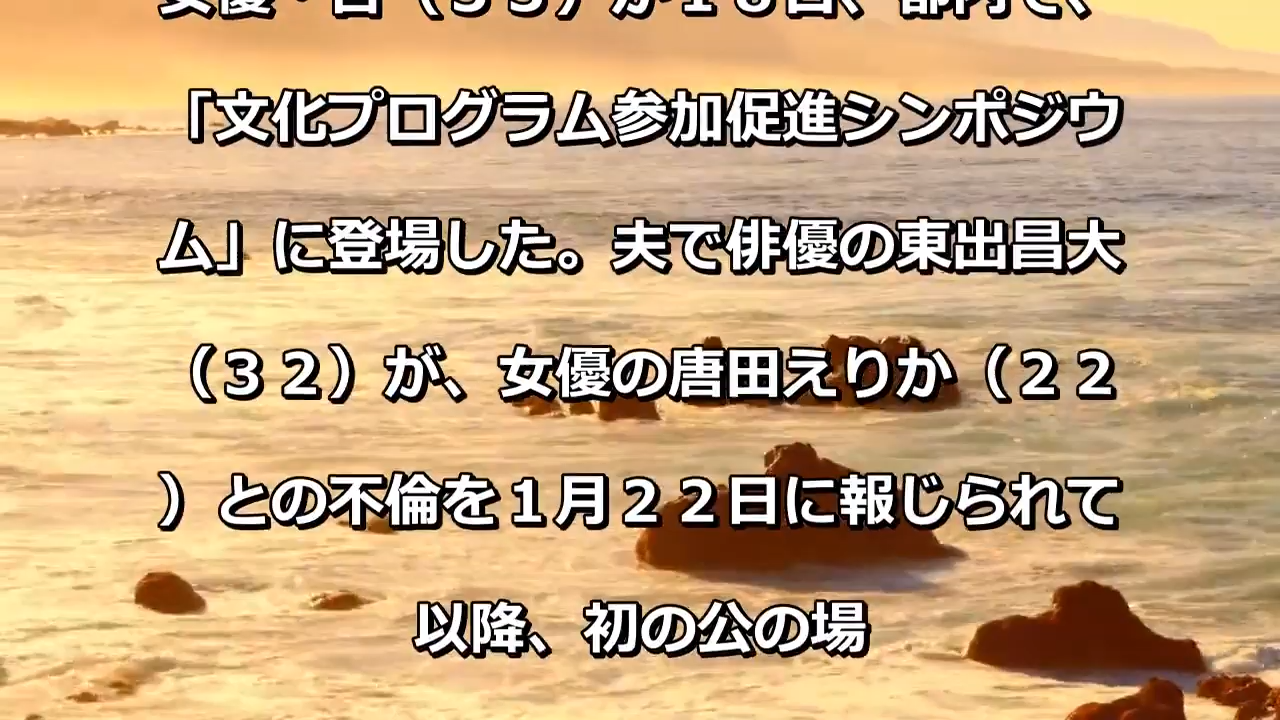 「文化プログラム参加促進シンポジウ
ム」に登場した。夫で俳優の東出昌大
（３２）が、女優の唐田えりか（２２
）との不倫を１月２２日に報じられて
以降、初の公の場